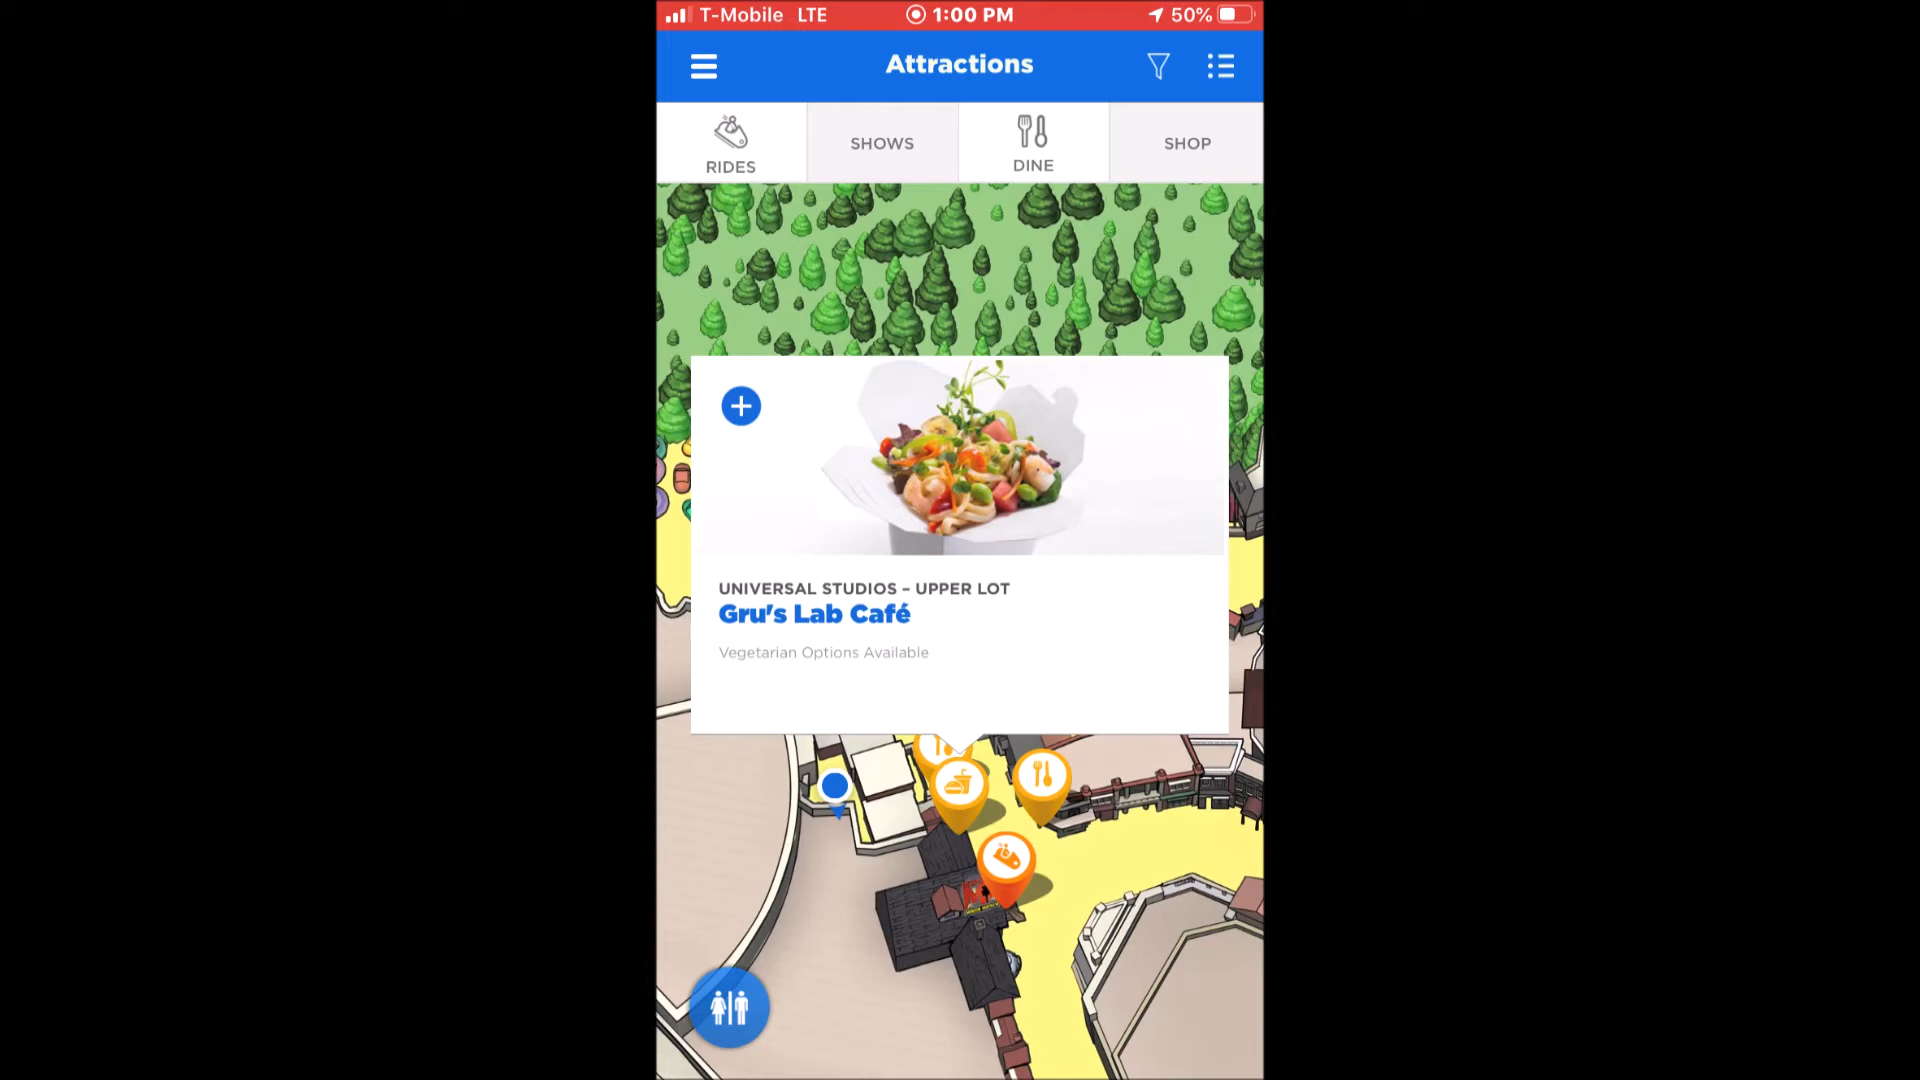 T-Mobile LTE 1:00 PM 50%
Attractions
RIDES SHOWS DINE SHOP
UNIVERSAL STUDIOS – UPPER LOT
Gru's Lab Café
Vegetarian Options Available